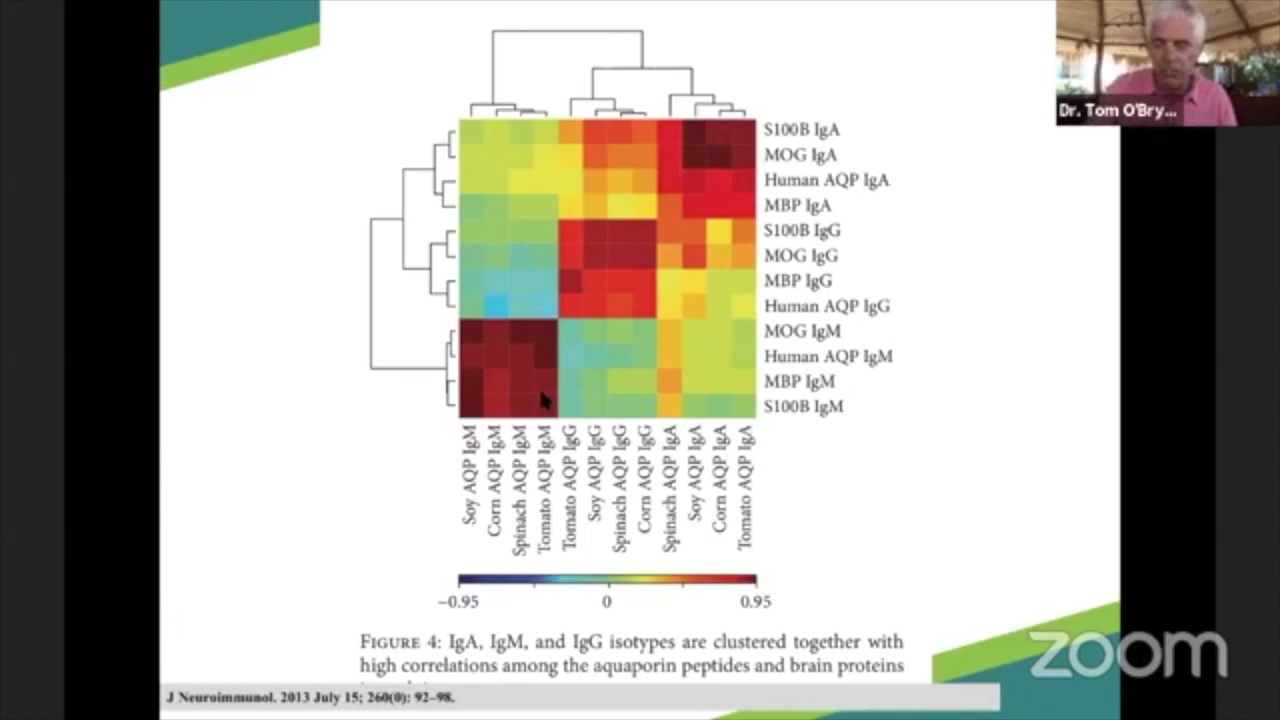 Dr. Tom O'Bry...
S100B IgA
MOG IgA
Human AQP IgA
MBP IgA
S100B IgG
MOG IgG
MBP IgG
Human AQP IgG
MOG IgM
Human AQP IgM
MBP IgM
S100B IgM
Soy AQP IgM
Corn AQP IgM
Spinach AQP IgM
Tomato AQP IgM
Tomato AQP IgG
Soy AQP IgG
Spinach AQP IgG
Corn AQP IgG
Spinach AQP IgA
Soy AQP IgA
Corn AQP IgA
Tomato AQP IgA
−0.95 0 0.95
FIGURE 4: IgA, IgM, and IgG isotypes are clustered together with
high correlations among the aquaporin peptides and brain proteins
J Neuroimmunol. 2013 July 15; 260(0): 92–98.
zoom